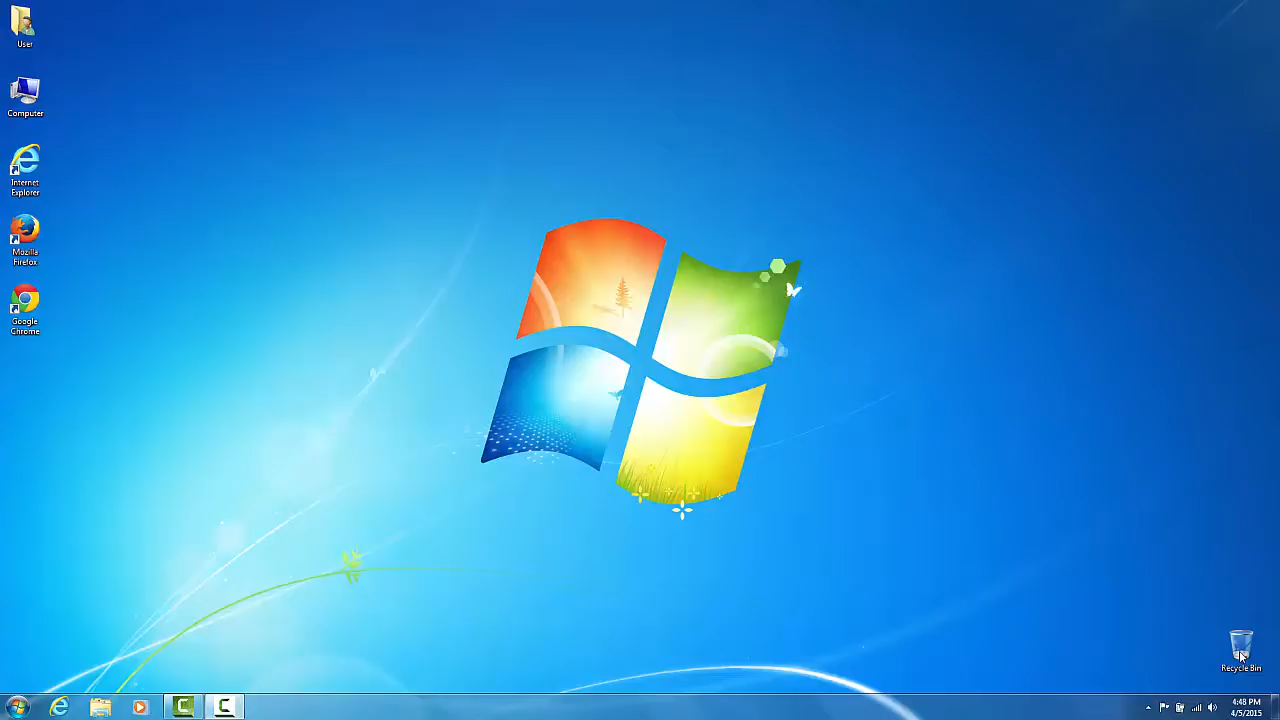 User
Computer
Internet
Explorer
Mozilla
Firefox
Google
Chrome
Recycle Bin
4:48 PM
4/5/2015